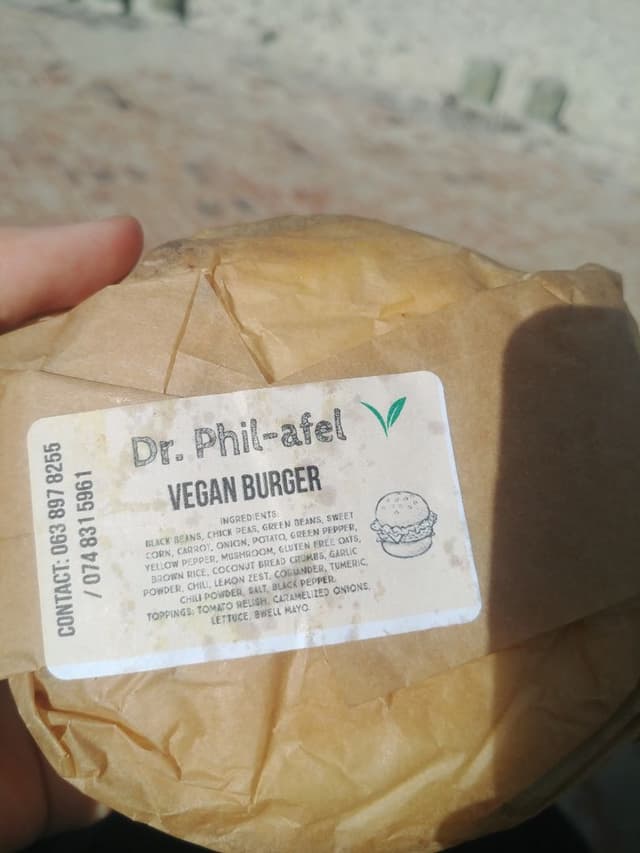 Dr. Phil-afel
VEGAN BURGER
INGREDIENTS:
BLACK BEANS, CHICK PEAS, GREEN BEANS, SWEET
CORN, CARROT, ONION, POTATO, GREEN PEPPER,
YELLOW PEPPER, MUSHROOM, GLUTEN FREE OATS,
BROWN RICE, COCONUT BREAD CRUMBS, GARLIC
POWDER, CHILI, LEMON ZEST, CORIANDER, TUMERIC,
CHILI POWDER, SALT, BLACK PEPPER.
TOPPINGS: TOMATO RELISH, CARAMELIZED ONIONS,
LETTUCE, BWELL MAYO.
CONTACT: 063 897 8255
/ 074 831 5961